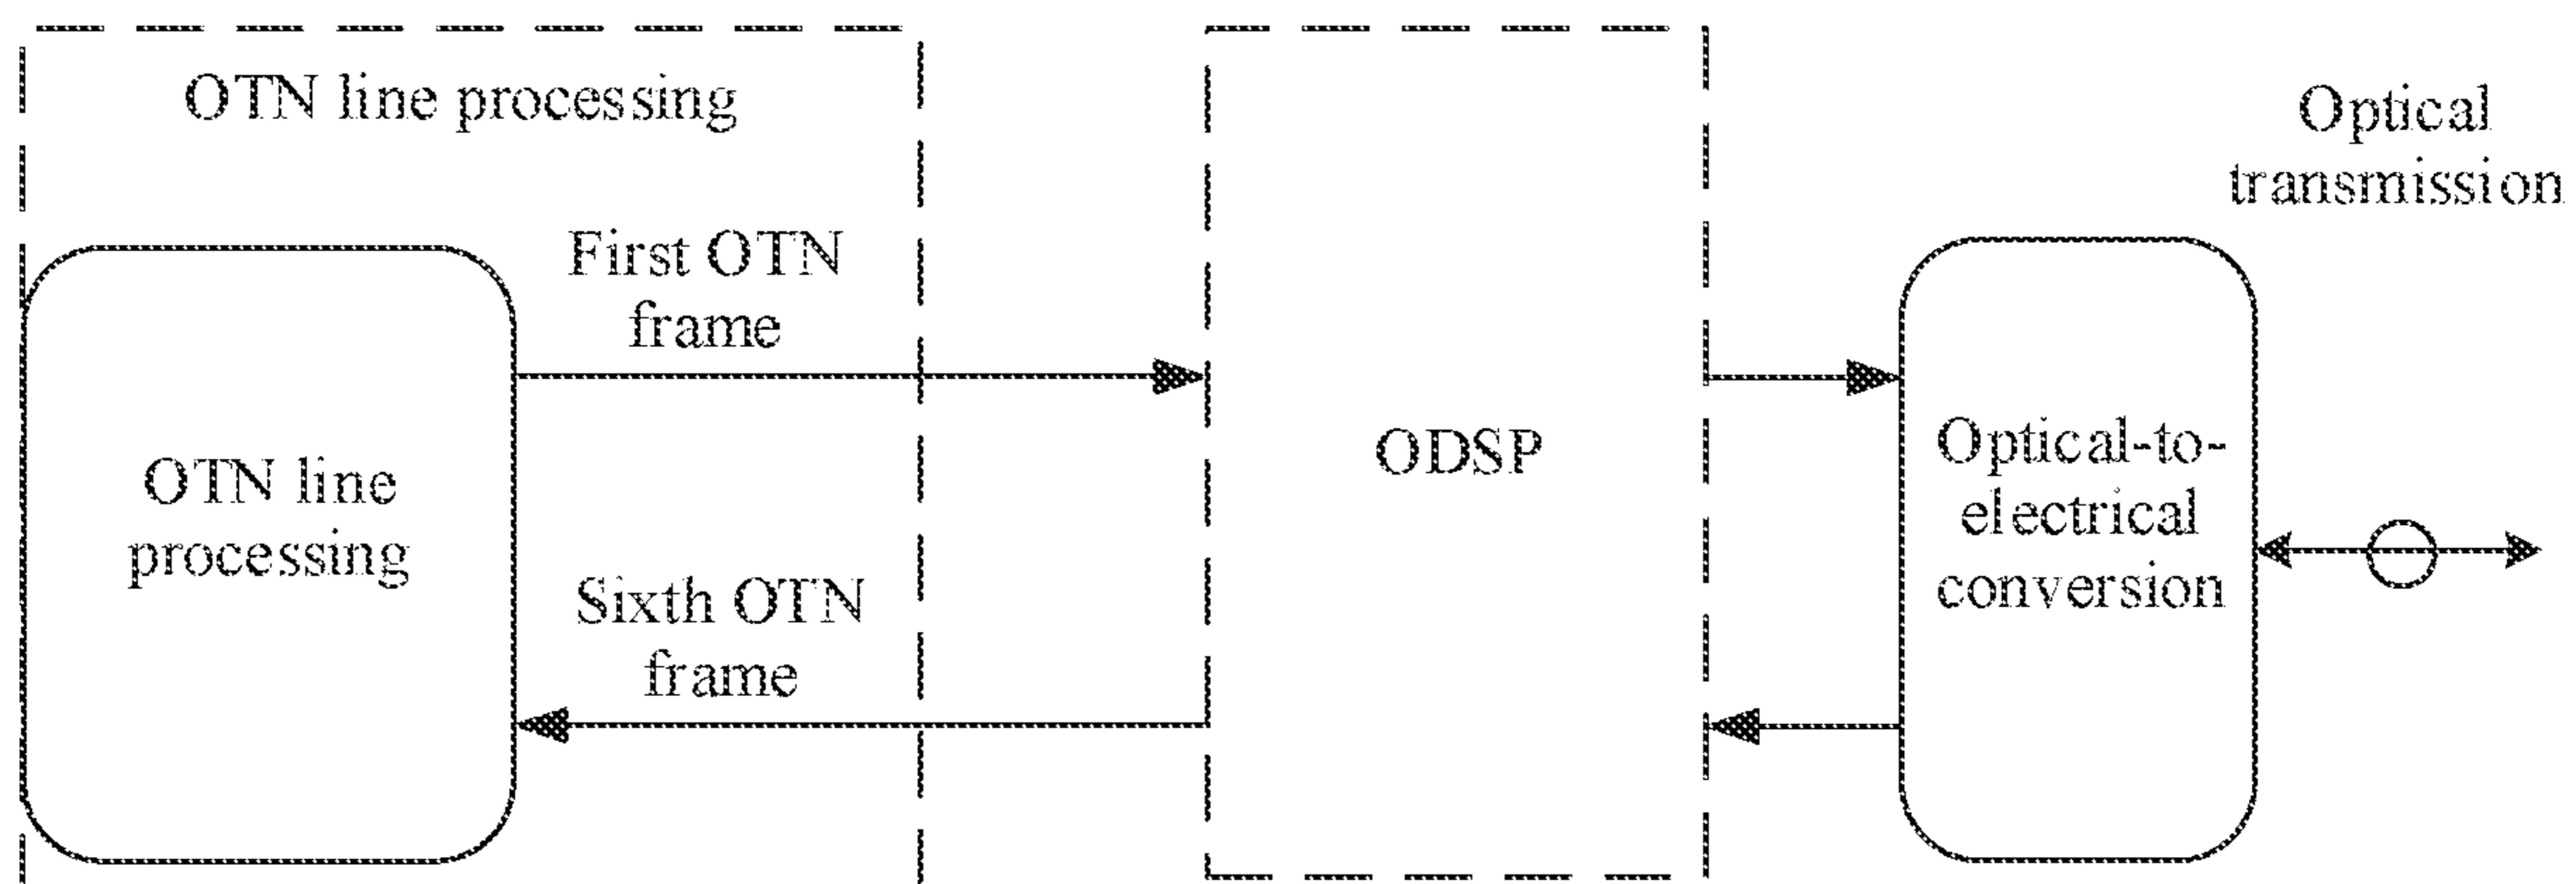 OTN line processing
Optical
transmission
First OTN
frame
OTN line
processing
Sixth OTN
frame
ODSP
Optical-to-
electrical
conversion